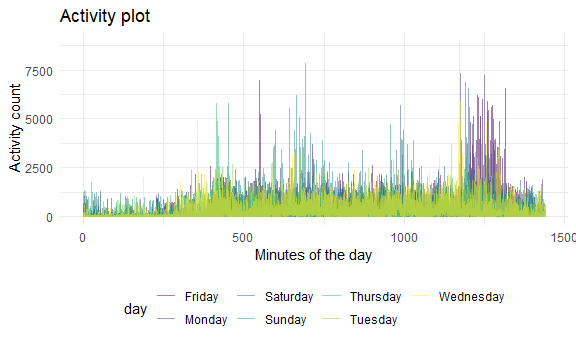 Activity plot
Activity count
7500
5000
2500
0
0 500 1000 1500
Minutes of the day
day
Friday Saturday Thursday Wednesday
Monday Sunday Tuesday